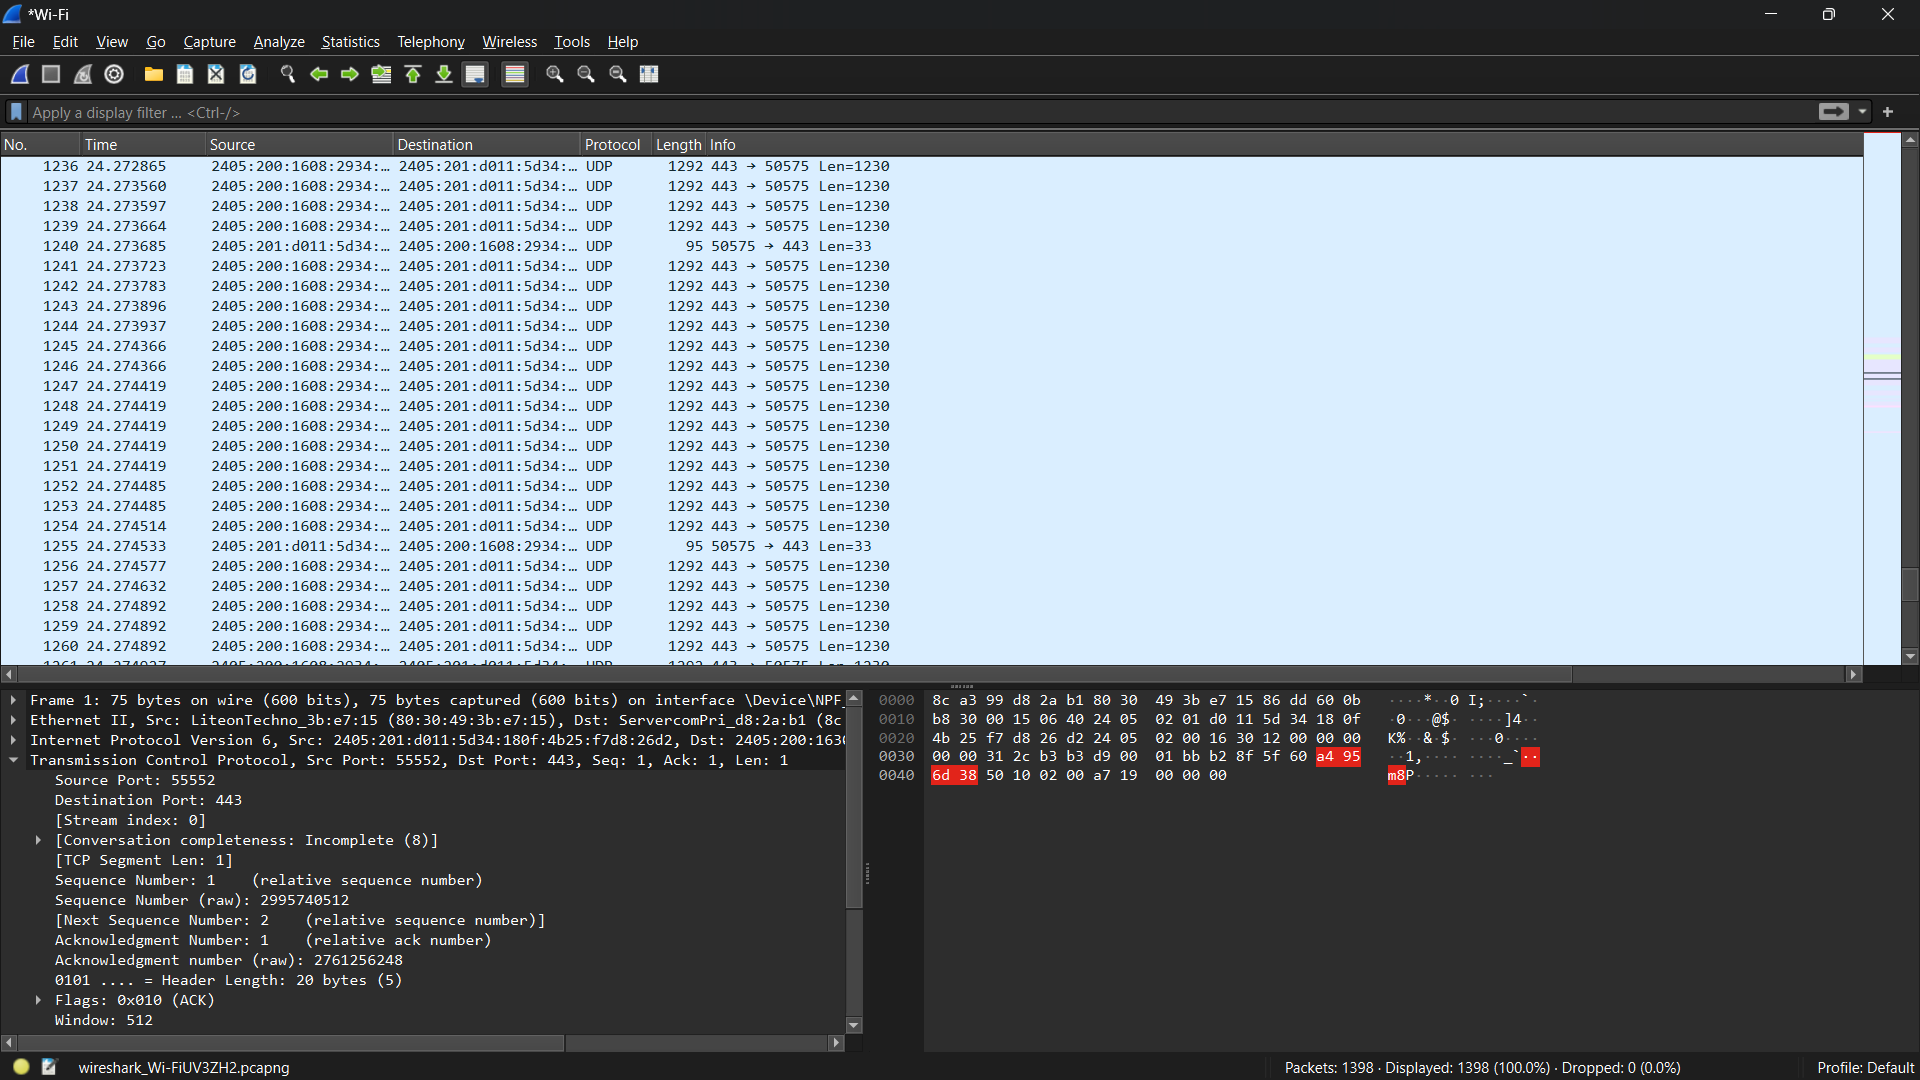 *Wi-Fi
File Edit View Go Capture Analyze Statistics Telephony Wireless Tools Help
Apply a display filter ... <Ctrl-/>
No. Time Source Destination Protocol Length Info
1236 24.272865 2405:200:1608:2934:… 2405:201:d011:5d34:… UDP 1292 443 → 50575 Len=1230
1237 24.273560 2405:200:1608:2934:… 2405:201:d011:5d34:… UDP 1292 443 → 50575 Len=1230
1238 24.273597 2405:200:1608:2934:… 2405:201:d011:5d34:… UDP 1292 443 → 50575 Len=1230
1239 24.273664 2405:200:1608:2934:… 2405:201:d011:5d34:… UDP 1292 443 → 50575 Len=1230
1240 24.273685 2405:201:d011:5d34:… 2405:200:1608:2934:… UDP 95 50575 → 443 Len=33
1241 24.273723 2405:200:1608:2934:… 2405:201:d011:5d34:… UDP 1292 443 → 50575 Len=1230
1242 24.273783 2405:200:1608:2934:… 2405:201:d011:5d34:… UDP 1292 443 → 50575 Len=1230
1243 24.273896 2405:200:1608:2934:… 2405:201:d011:5d34:… UDP 1292 443 → 50575 Len=1230
1244 24.273937 2405:200:1608:2934:… 2405:201:d011:5d34:… UDP 1292 443 → 50575 Len=1230
1245 24.274366 2405:200:1608:2934:… 2405:201:d011:5d34:… UDP 1292 443 → 50575 Len=1230
1246 24.274366 2405:200:1608:2934:… 2405:201:d011:5d34:… UDP 1292 443 → 50575 Len=1230
1247 24.274419 2405:200:1608:2934:… 2405:201:d011:5d34:… UDP 1292 443 → 50575 Len=1230
1248 24.274419 2405:200:1608:2934:… 2405:201:d011:5d34:… UDP 1292 443 → 50575 Len=1230
1249 24.274419 2405:200:1608:2934:… 2405:201:d011:5d34:… UDP 1292 443 → 50575 Len=1230
1250 24.274419 2405:200:1608:2934:… 2405:201:d011:5d34:… UDP 1292 443 → 50575 Len=1230
1251 24.274419 2405:200:1608:2934:… 2405:201:d011:5d34:… UDP 1292 443 → 50575 Len=1230
1252 24.274485 2405:200:1608:2934:… 2405:201:d011:5d34:… UDP 1292 443 → 50575 Len=1230
1253 24.274485 2405:200:1608:2934:… 2405:201:d011:5d34:… UDP 1292 443 → 50575 Len=1230
1254 24.274514 2405:200:1608:2934:… 2405:201:d011:5d34:… UDP 1292 443 → 50575 Len=1230
1255 24.274533 2405:201:d011:5d34:… 2405:200:1608:2934:… UDP 95 50575 → 443 Len=33
1256 24.274577 2405:200:1608:2934:… 2405:201:d011:5d34:… UDP 1292 443 → 50575 Len=1230
1257 24.274632 2405:200:1608:2934:… 2405:201:d011:5d34:… UDP 1292 443 → 50575 Len=1230
1258 24.274892 2405:200:1608:2934:… 2405:201:d011:5d34:… UDP 1292 443 → 50575 Len=1230
1259 24.274892 2405:200:1608:2934:… 2405:201:d011:5d34:… UDP 1292 443 → 50575 Len=1230
1260 24.274892 2405:200:1608:2934:… 2405:201:d011:5d34:… UDP 1292 443 → 50575 Len=1230
Frame 1: 75 bytes on wire (600 bits), 75 bytes captured (600 bits) on interface \Device\NPF_
Ethernet II, Src: LiteonTechno_3b:e7:15 (80:30:49:3b:e7:15), Dst: ServercomPri_d8:2a:b1 (8c
Internet Protocol Version 6, Src: 2405:201:d011:5d34:180f:4b25:f7d8:26d2, Dst: 2405:200:163
Transmission Control Protocol, Src Port: 55552, Dst Port: 443, Seq: 1, Ack: 1, Len: 1
Source Port: 55552
Destination Port: 443
[Stream index: 0]
[Conversation completeness: Incomplete (8)]
[TCP Segment Len: 1]
Sequence Number: 1 (relative sequence number)
Sequence Number (raw): 2995740512
[Next Sequence Number: 2 (relative sequence number)]
Acknowledgment Number: 1 (relative ack number)
Acknowledgment number (raw): 2761256248
0101 .... = Header Length: 20 bytes (5)
Flags: 0x010 (ACK)
Window: 512
0000 8c a3 99 d8 2a b1 80 30 49 3b e7 15 86 dd 60 0b ····*··0 I;····`·
0010 b8 30 00 15 06 40 24 05 02 01 d0 11 5d 34 18 0f ·0···@$· ····]4··
0020 4b 25 f7 d8 26 d2 24 05 02 00 16 30 12 00 00 00 K%··&·$· ···0····
0030 00 00 31 2c b3 b3 d9 00 01 bb b2 8f 5f 60 a4 95 ··1,···· ····_`··
0040 6d 38 50 10 02 00 a7 19 00 00 00 m8P····· ···
wireshark_Wi-FiUV3ZH2.pcapng
Packets: 1398 · Displayed: 1398 (100.0%) · Dropped: 0 (0.0%)
Profile: Default